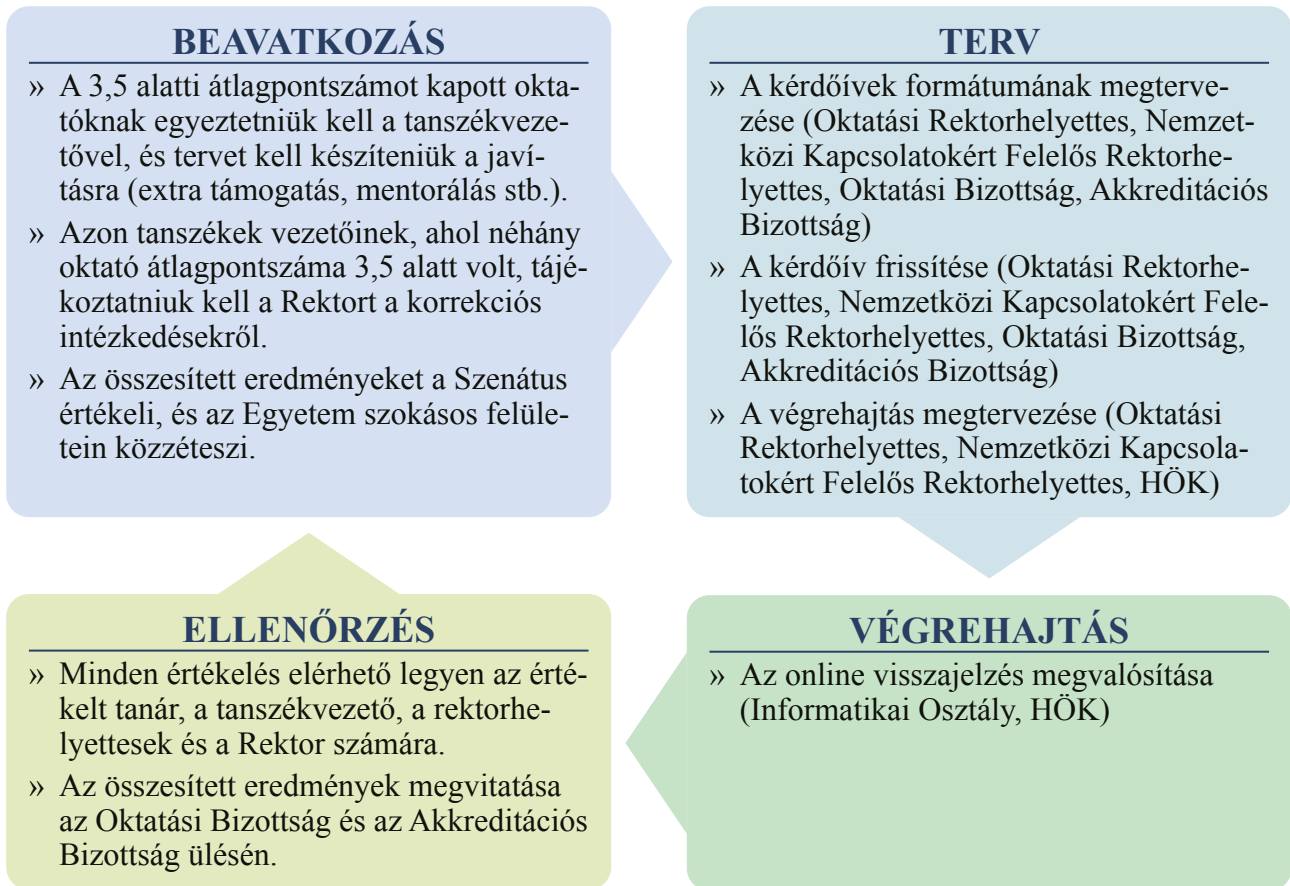 BEAVATKOZÁS
» A 3,5 alatti átlagpontszámot kapott okta-
tóknak egyeztetniük kell a tanszékveze-
tővel, és tervet kell készíteniük a javí-
tásra (extra támogatás, mentorálás stb.).
» Azon tanszékek vezetőinek, ahol néhány
oktató átlagpontszáma 3,5 alatt volt, tájé-
koztatniuk kell a Rektort a korrekciós
intézkedésekről.
» Az összesített eredményeket a Szenátus
értékeli, és az Egyetem szokásos felüle-
tein közzéteszi.
TERV
» A kérdőívek formátumának megterve-
zése (Oktatási Rektorhelyettes, Nemzet-
közi Kapcsolatokért Felelős Rektorhe-
lyettes, Oktatási Bizottság, Akkreditációs
Bizottság)
» A kérdőív frissítése (Oktatási Rektorhe-
lyettes, Nemzetközi Kapcsolatokért Fele-
lős Rektorhelyettes, Oktatási Bizottság,
Akkreditációs Bizottság)
» A végrehajtás megtervezése (Oktatási
Rektorhelyettes, Nemzetközi Kapcsola-
tokért Felelős Rektorhelyettes, HÖK)
ELLENŐRZÉS
» Minden értékelés elérhető legyen az érté-
kelt tanár, a tanszékvezető, a rektorhe-
lyettesek és a Rektor számára.
» Az összesített eredmények megvitatása
az Oktatási Bizottság és az Akkreditációs
Bizottság ülésén.
VÉGREHAJTÁS
» Az online visszajelzés megvalósítása
(Informatikai Osztály, HÖK)